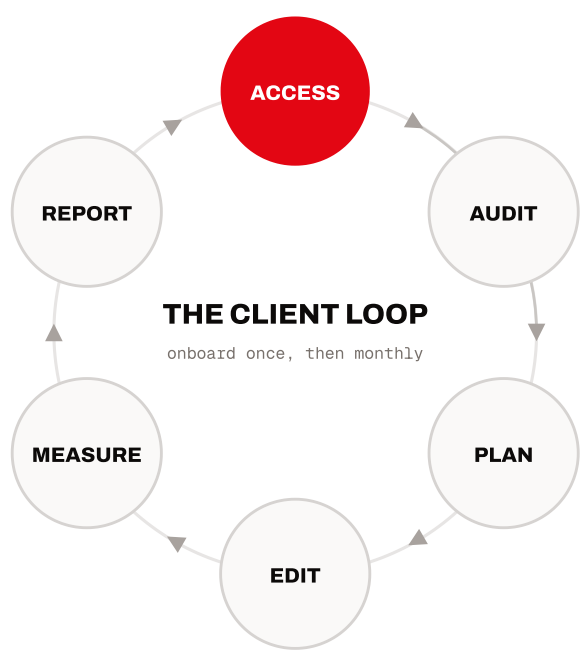 ACCESS
AUDIT
PLAN
EDIT
MEASURE
REPORT
THE CLIENT LOOP
onboard once, then monthly